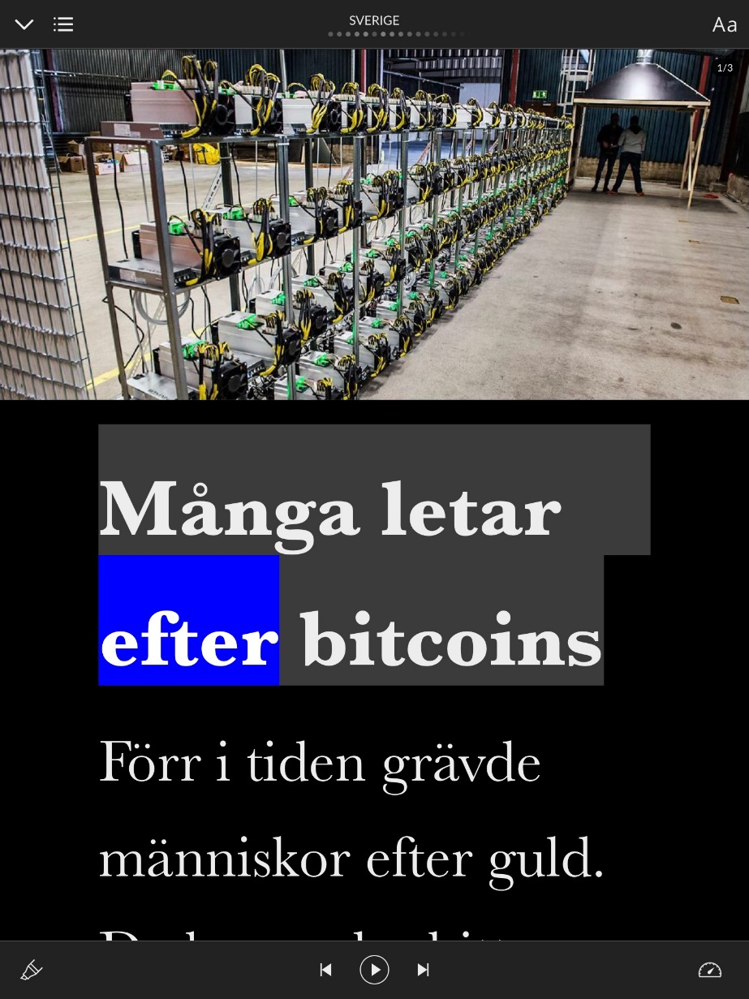 SVERIGE
Aa
1/3
Många letar
efter bitcoins
Förr i tiden grävde
människor efter guld.